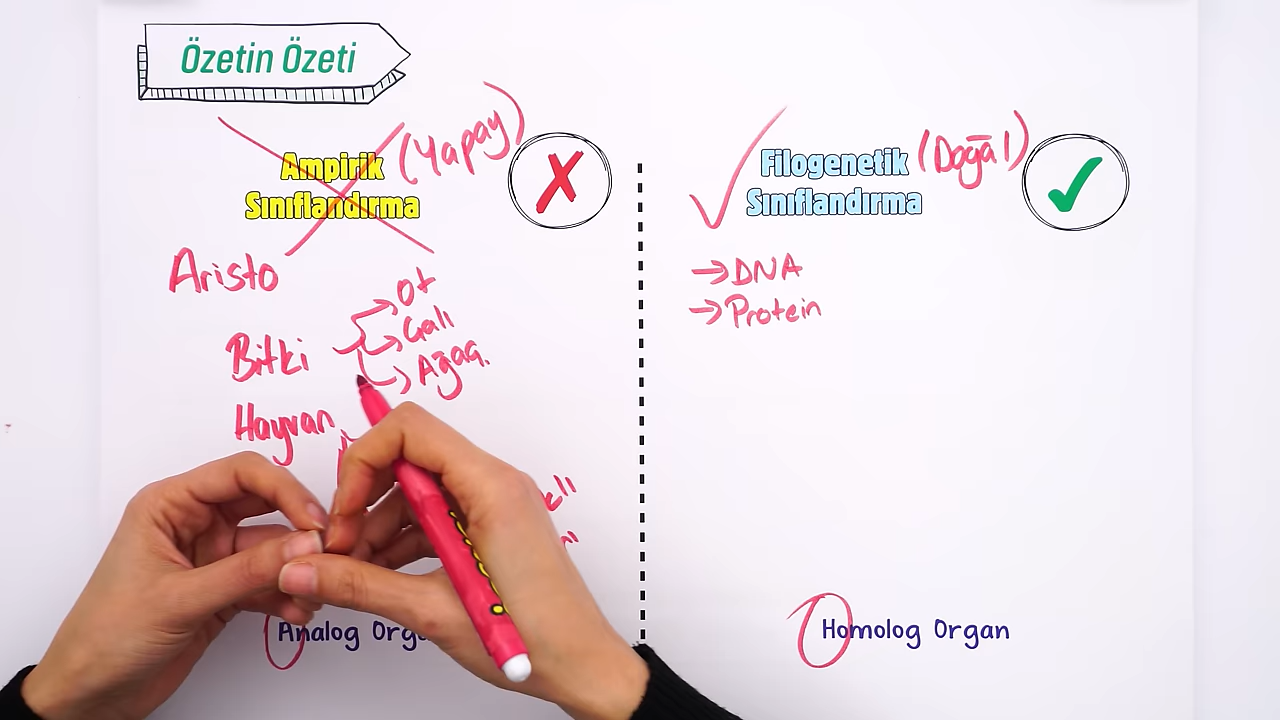 Özetin Özeti
Ampirik
Sınıflandırma
(Yapay)
Aristo
Bitki
Ot
Çalı
Ağaç.
Hayvan
Analog
Filogenetik
Sınıflandırma
(Doğal)
→DNA
→Protein
Homolog Organ